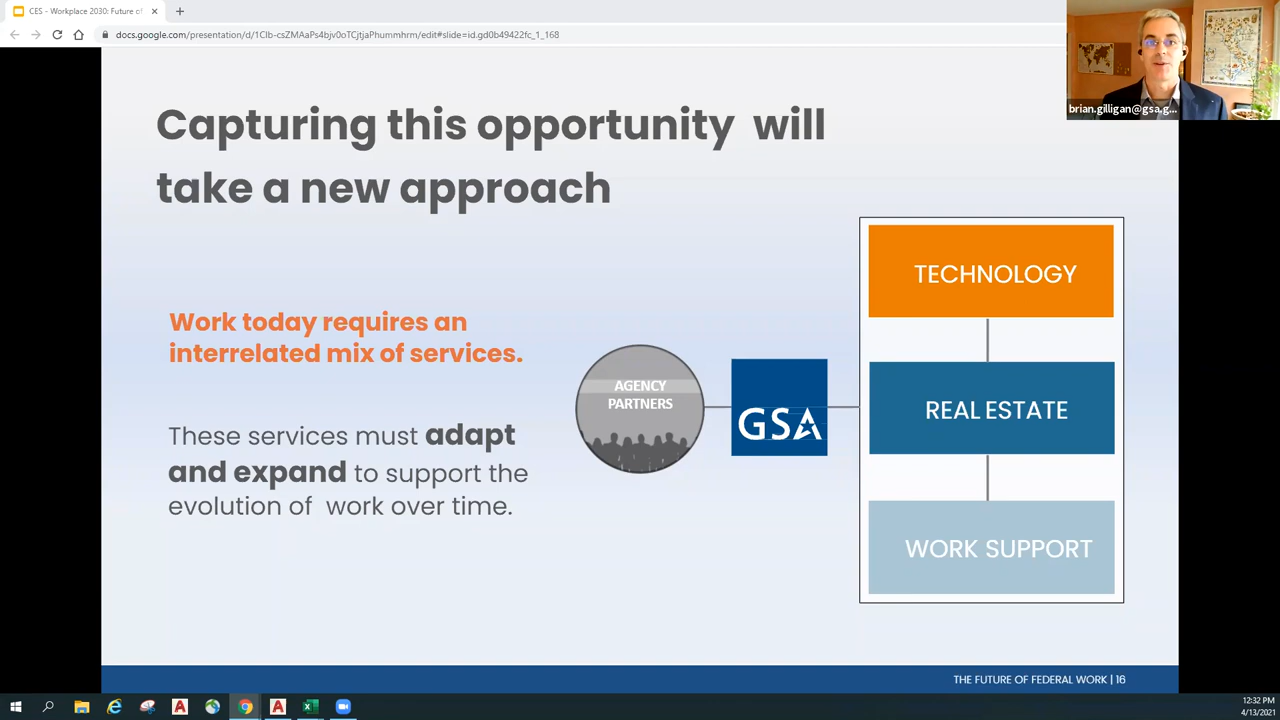 CES - Workplace 2030: Future of
docs.google.com/presentation/d/1CIb-csZMAaPs4bjv0oTCjtjaPhummhrm/edit#slide=id.gd0b49422fc_1_168
brian.gilligan@gsa.g...
Capturing this opportunity will
take a new approach
Work today requires an
interrelated mix of services.
These services must adapt
and expand to support the
evolution of work over time.
AGENCY
PARTNERS
GSA
TECHNOLOGY
REAL ESTATE
WORK SUPPORT
THE FUTURE OF FEDERAL WORK | 16
12:32 PM
4/13/2021